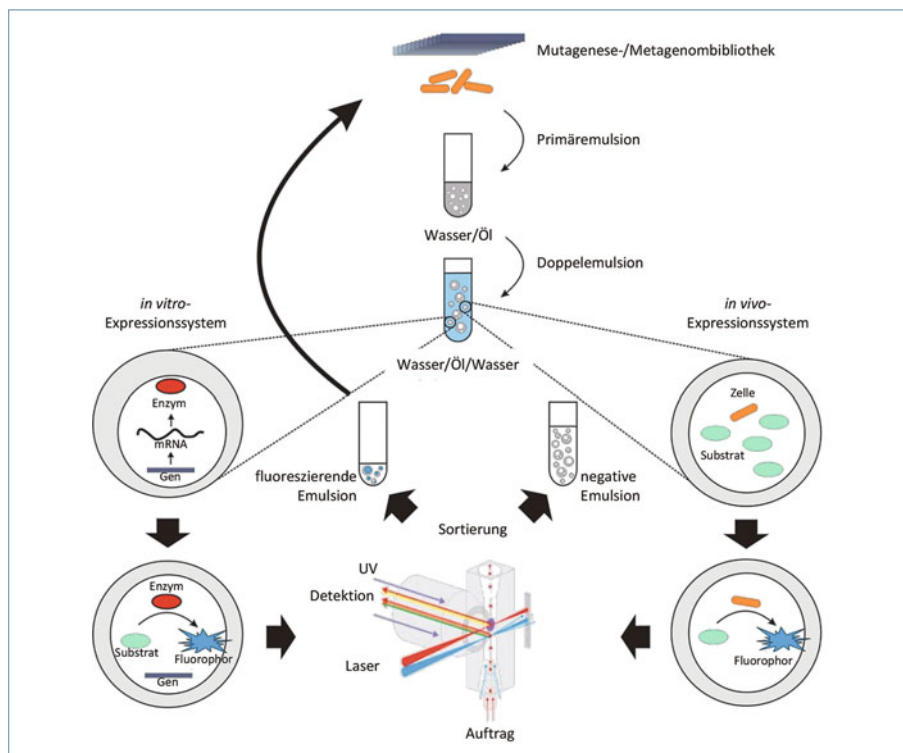 Mutagenese-/Metagenombibliothek
Primäremulsion
Wasser/Öl
Doppelemulsion
in vitro-
Expressionssystem
in vivo-
Expressionssystem
Wasser/Öl/Wasser
Enzym
mRNA
Gen
Zelle
Substrat
fluoreszierende
Emulsion
negative
Emulsion
Sortierung
Enzym
Substrat
Fluorophor
Gen
UV
Detektion
Laser
Auftrag
Fluorophor